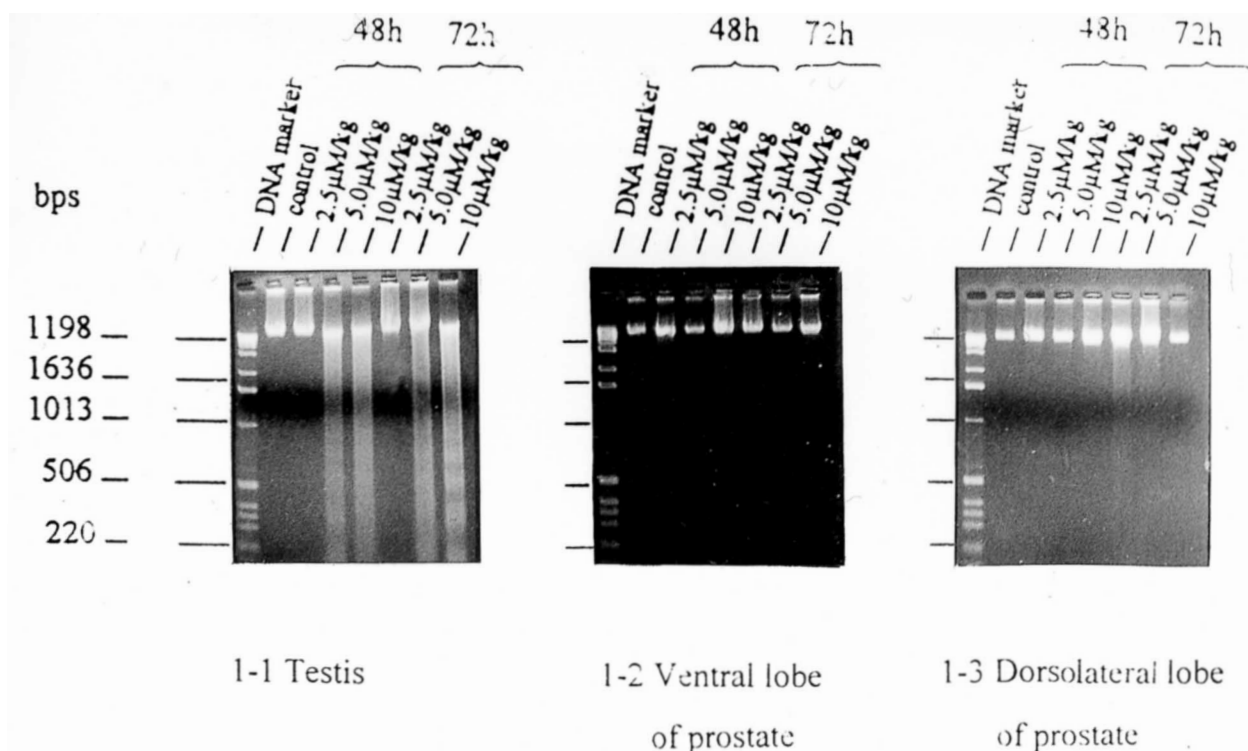 48h 72h 48h 72h 48h 72h
DNA marker
control
2.5µM/kg
5.0µM/kg
10µM/kg
2.5µM/kg
5.0µM/kg
10µM/kg
DNA marker
control
2.5µM/kg
5.0µM/kg
10µM/kg
2.5µM/kg
5.0µM/kg
10µM/kg
DNA marker
control
2.5µM/kg
5.0µM/kg
10µM/kg
2.5µM/kg
5.0µM/kg
10µM/kg
bps
1198
1636
1013
506
220
1-1 Testis
1-2 Ventral lobe
of prostate
1-3 Dorsolateral lobe
of prostate